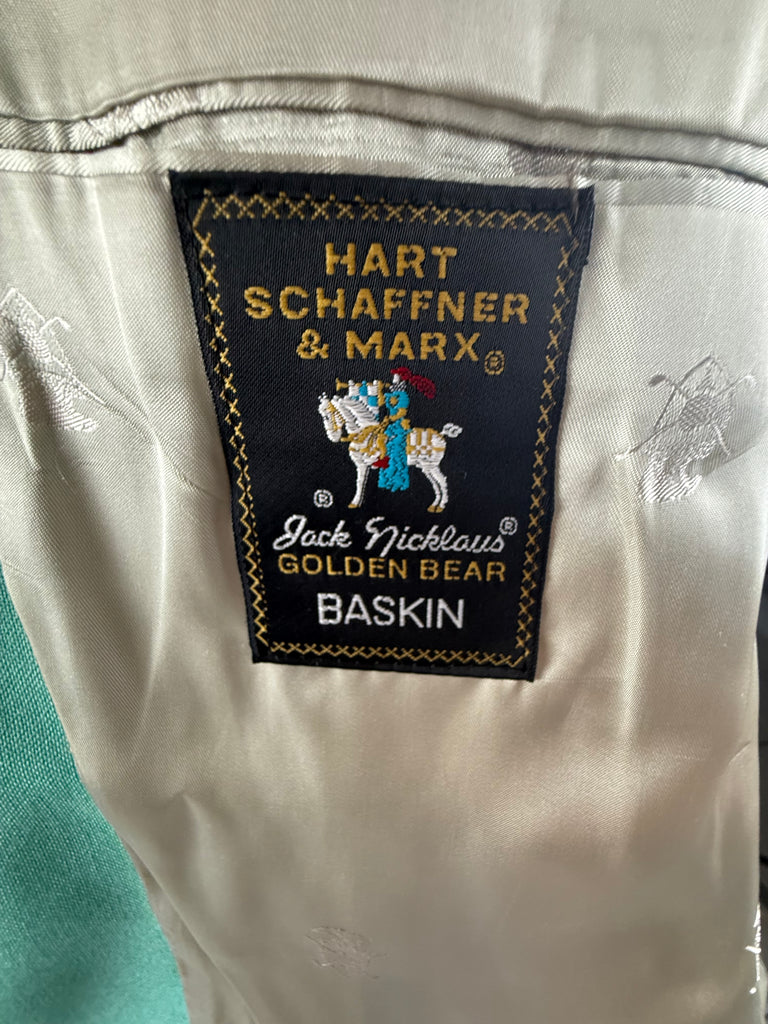 HART
SCHAFFNER
& MARX®
®
Jack Nicklaus®
GOLDEN BEAR
BASKIN